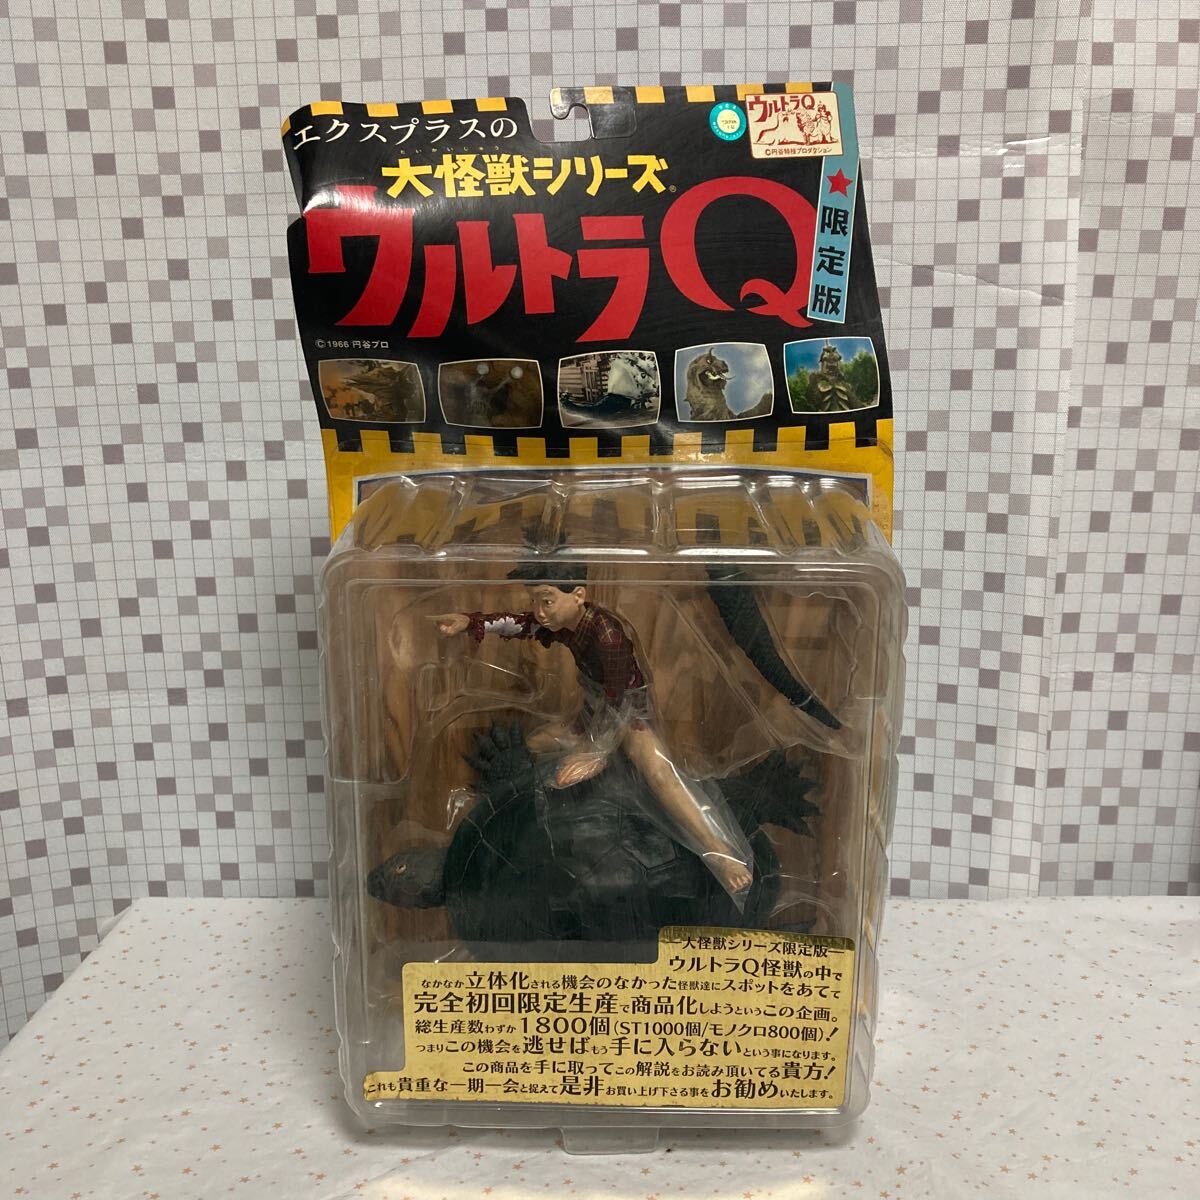 エクスプラスの
たいかいじゅう
大怪獣シリーズ®
ウルトラQ
ウルトラQ
©円谷特技プロダクション
★限定版
©1966 円谷プロ
―大怪獣シリーズ限定版―
ウルトラQ怪獣の中で
なかなか立体化される機会のなかった怪獣達にスポットをあてて
完全初回限定生産で商品化しようというこの企画。
総生産数わずか1800個(ST1000個/モノクロ800個)!
つまりこの機会を逃せばもう手に入らないという事になります。
この商品を手に取ってこの解説をお読み頂いてる貴方!
これも貴重な一期一会と捉えて是非お買い上げ下さる事をお勧めいたします。